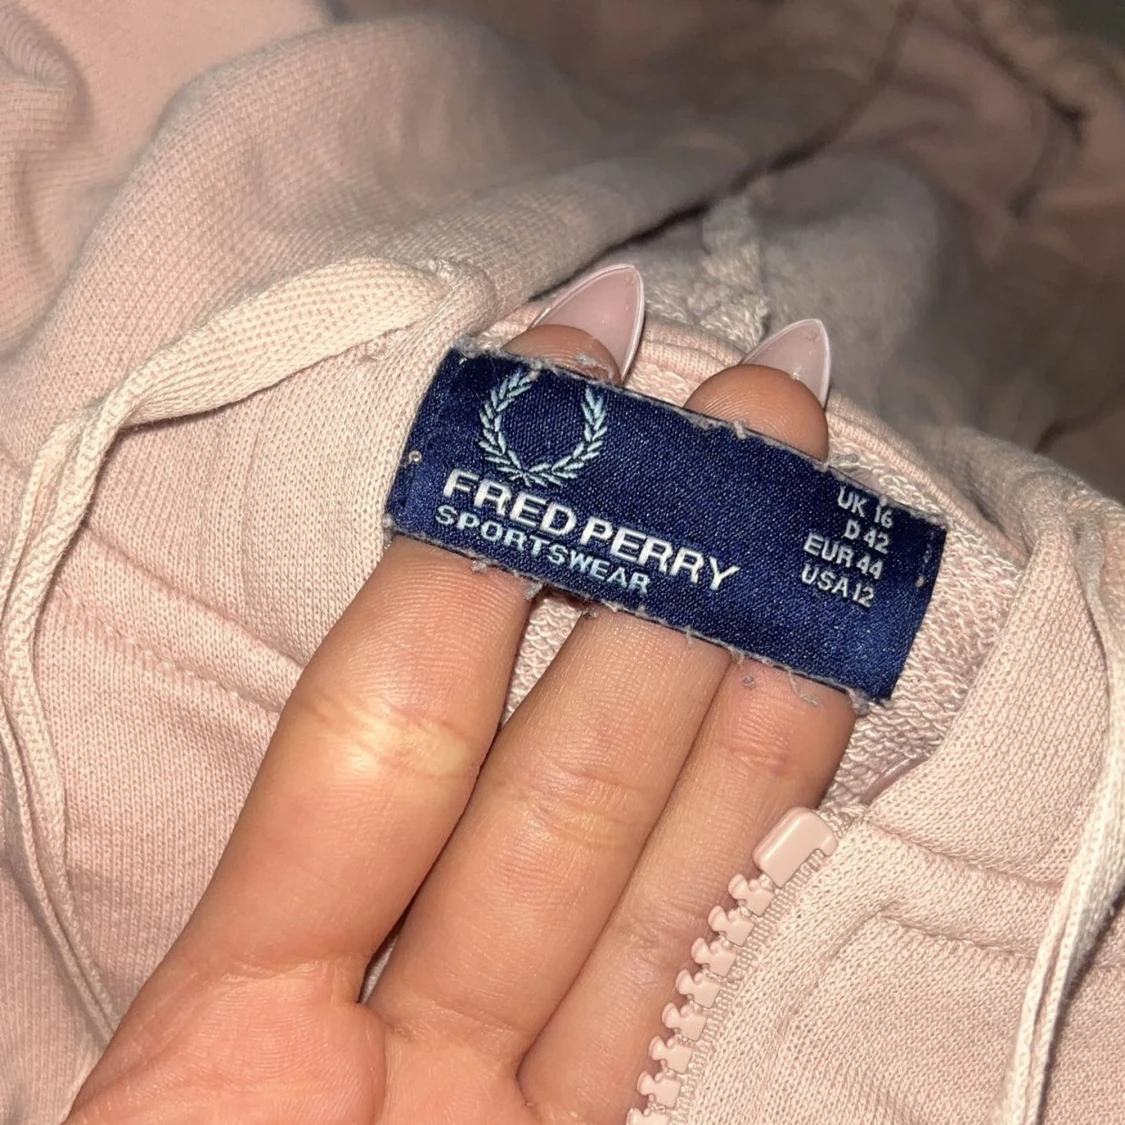 FRED PERRY
SPORTSWEAR
UK 16
D 42
EUR 44
USA 12